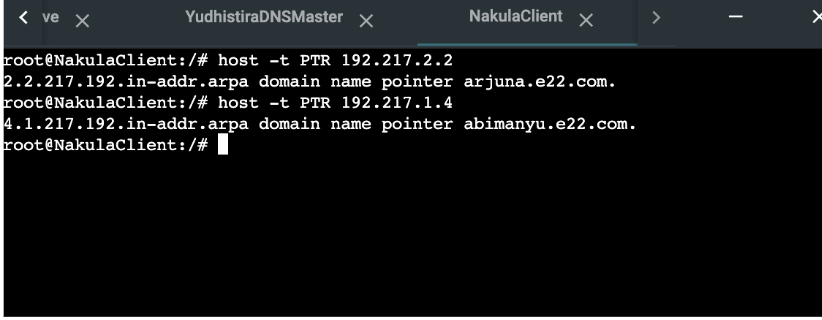 ve
YudhistiraDNSMaster
NakulaClient
root@NakulaClient:/# host -t PTR 192.217.2.2
2.2.217.192.in-addr.arpa domain name pointer arjuna.e22.com.
root@NakulaClient:/# host -t PTR 192.217.1.4
4.1.217.192.in-addr.arpa domain name pointer abimanyu.e22.com.
root@NakulaClient:/#